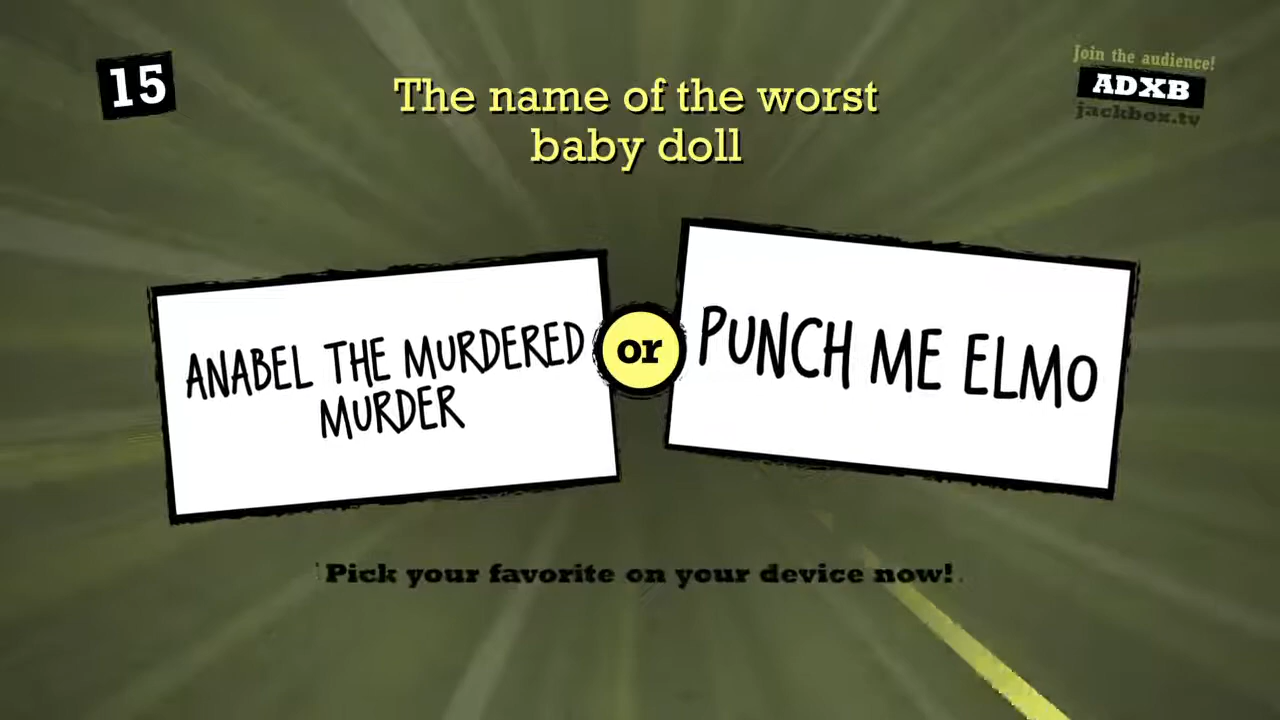 15
The name of the worst
baby doll
Join the audience!
ADXB
jackbox.tv
ANABEL THE MURDERED
MURDER
or
PUNCH ME ELMO
Pick your favorite on your device now!